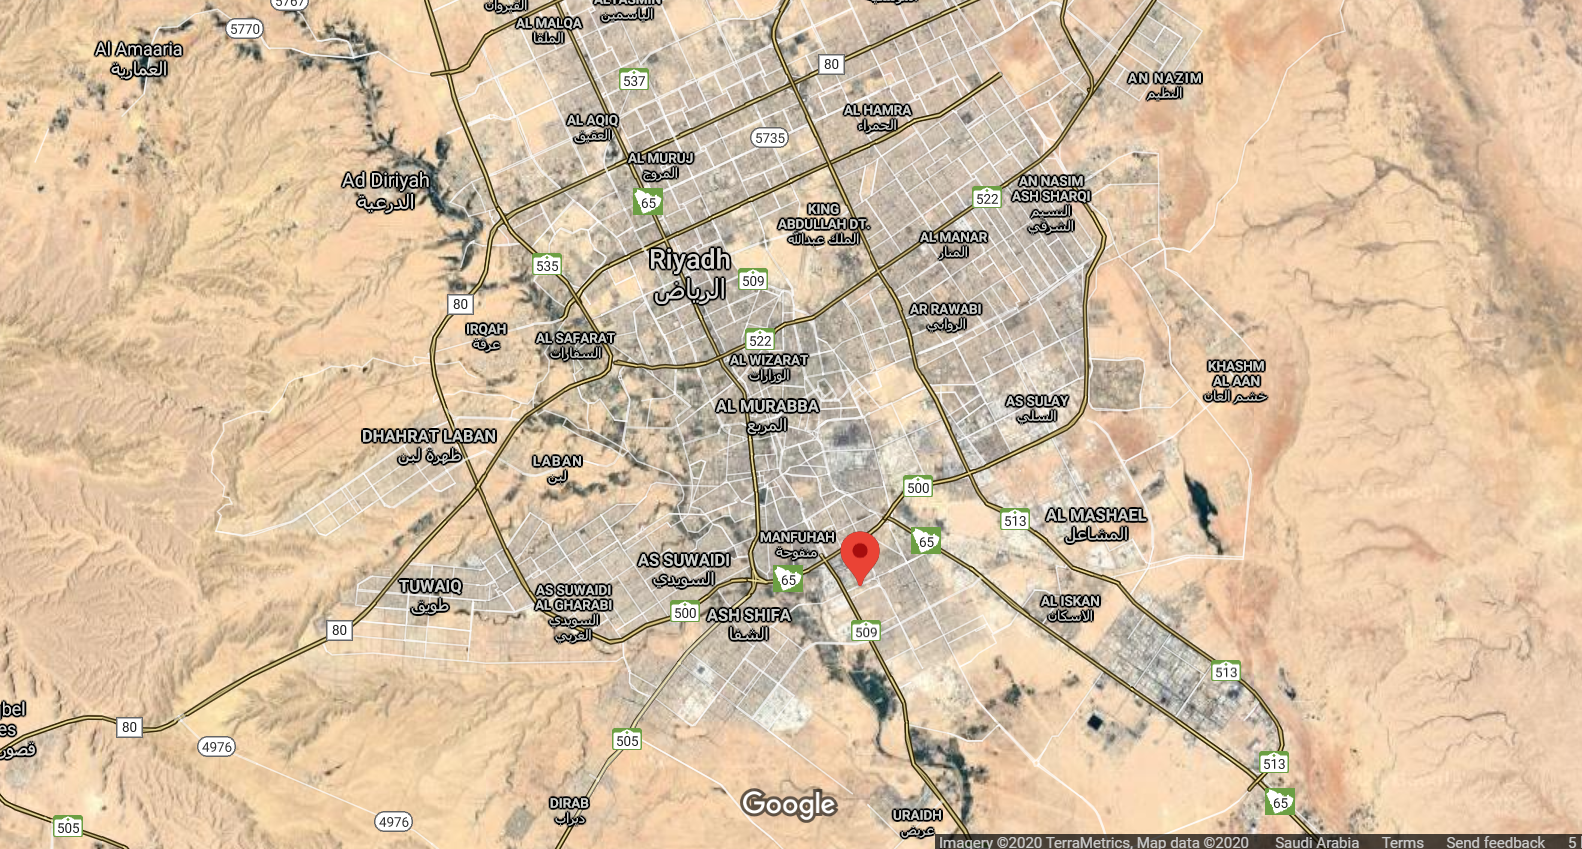 5767
5770
القيروان
الياسمين
AL MALQA
الملقا
Al Amaaria
العمارية
80
537
AN NAZIM
النظيم
AL HAMRA
الحمراء
AL AQIQ
العقيق
5735
AL MURUJ
المروج
Ad Diriyah
الدرعية
65
522
AN NASIM
ASH SHARQI
النسيم
الشرقي
KING
ABDULLAH DT.
الملك عبدالله
AL MANAR
المنار
Riyadh
الرياض
535
509
80
IRQAH
عرقة
AL SAFARAT
السفارات
AR RAWABI
الروابي
522
AL WIZARAT
الوزارات
KHASHM
AL AAN
خشم العان
AL MURABBA
المربع
AS SULAY
السلي
DHAHRAT LABAN
ظهرة لبن
LABAN
لبن
500
513
AL MASHAEL
المشاعل
MANFUHAH
منفوحة
65
AS SUWAIDI
السويدي
65
TUWAIQ
طويق
AS SUWAIDI
AL GHARABI
السويدي
الغربي
500
ASH SHIFA
الشفا
AL ISKAN
الاسكان
80
509
513
bel
es
قصور
80
4976
505
513
65
DIRAB
ديراب
Google
URAIDH
عريض
505
4976
Imagery ©2020 TerraMetrics, Map data ©2020 Saudi Arabia Terms Send feedback 5